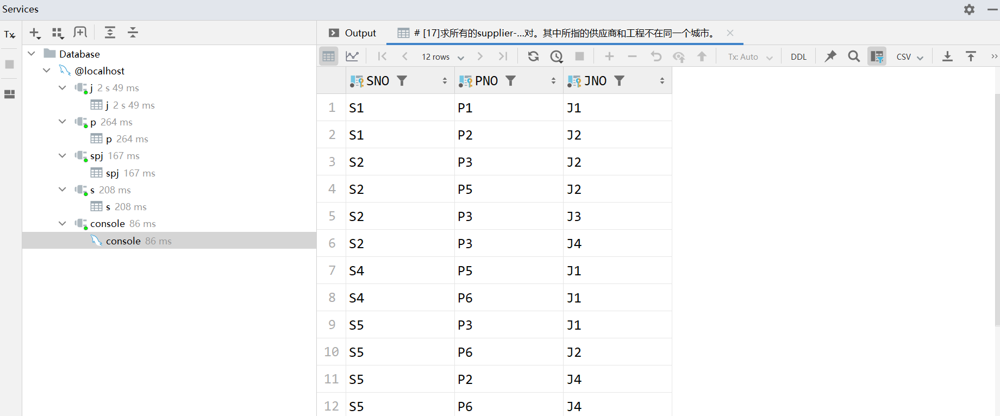 Services
Tx
Database
@localhost
j 2 s 49 ms
j 2 s 49 ms
p 264 ms
p 264 ms
spj 167 ms
spj 167 ms
s 208 ms
s 208 ms
console 86 ms
console 86 ms
Output
# [17]求所有的supplier-...对。其中所指的供应商和工程不在同一个城市。
12 rows
Tx: Auto
DDL
CSV
SNO PNO JNO
1 S1 P1 J1
2 S1 P2 J2
3 S2 P3 J2
4 S2 P5 J2
5 S2 P3 J3
6 S2 P3 J4
7 S4 P5 J1
8 S4 P6 J1
9 S5 P3 J1
10 S5 P6 J2
11 S5 P2 J4
12 S5 P6 J4